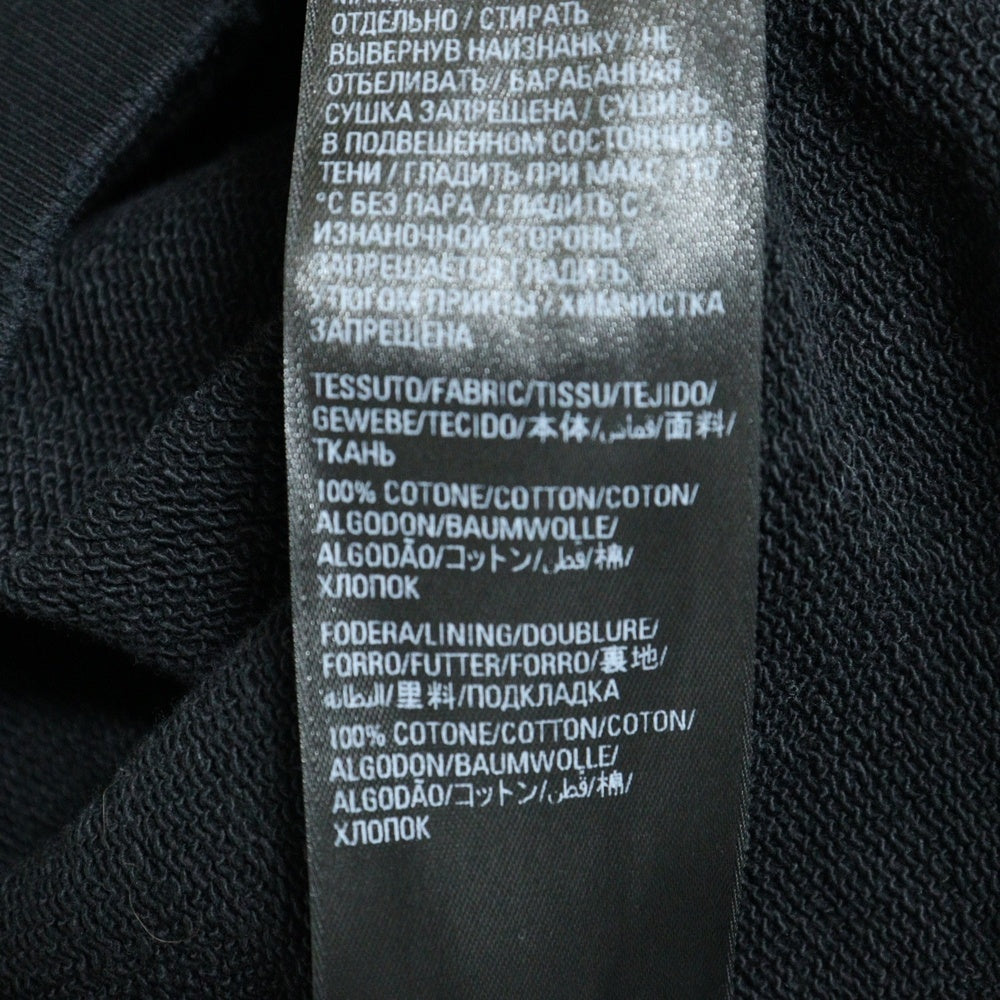 ОТДЕЛЬНО / СТИРАТЬ
ВЫВЕРНУВ НАИЗНАНКУ / НЕ
ОТБЕЛИВАТЬ / БАРАБАННАЯ
СУШКА ЗАПРЕЩЕНА / СУШИТЬ
В ПОДВЕШЕННОМ СОСТОЯНИИ В
ТЕНИ / ГЛАДИТЬ ПРИ МАКС 110
°C БЕЗ ПАРА / ГЛАДИТЬ С
ИЗНАНОЧНОЙ СТОРОНЫ /
ЗАПРЕЩАЕТСЯ ГЛАДИТЬ
УТЮГОМ ПРИНТЫ / ХИМЧИСТКА
ЗАПРЕЩЕНА
TESSUTO/FABRIC/TISSU/TEJIDO/
GEWEBE/TECIDO/本体/قماش/面料/
ТКАНЬ
100% COTONE/COTTON/COTON/
ALGODON/BAUMWOLLE/
ALGODÃO/コットン/قطن/棉/
ХЛОПОК
FODERA/LINING/DOUBLURE/
FORRO/FUTTER/FORRO/裏地/
البطانة/里料/ПОДКЛАДКА
100% COTONE/COTTON/COTON/
ALGODON/BAUMWOLLE/
ALGODÃO/コットン/قطن/棉/
ХЛОПОК